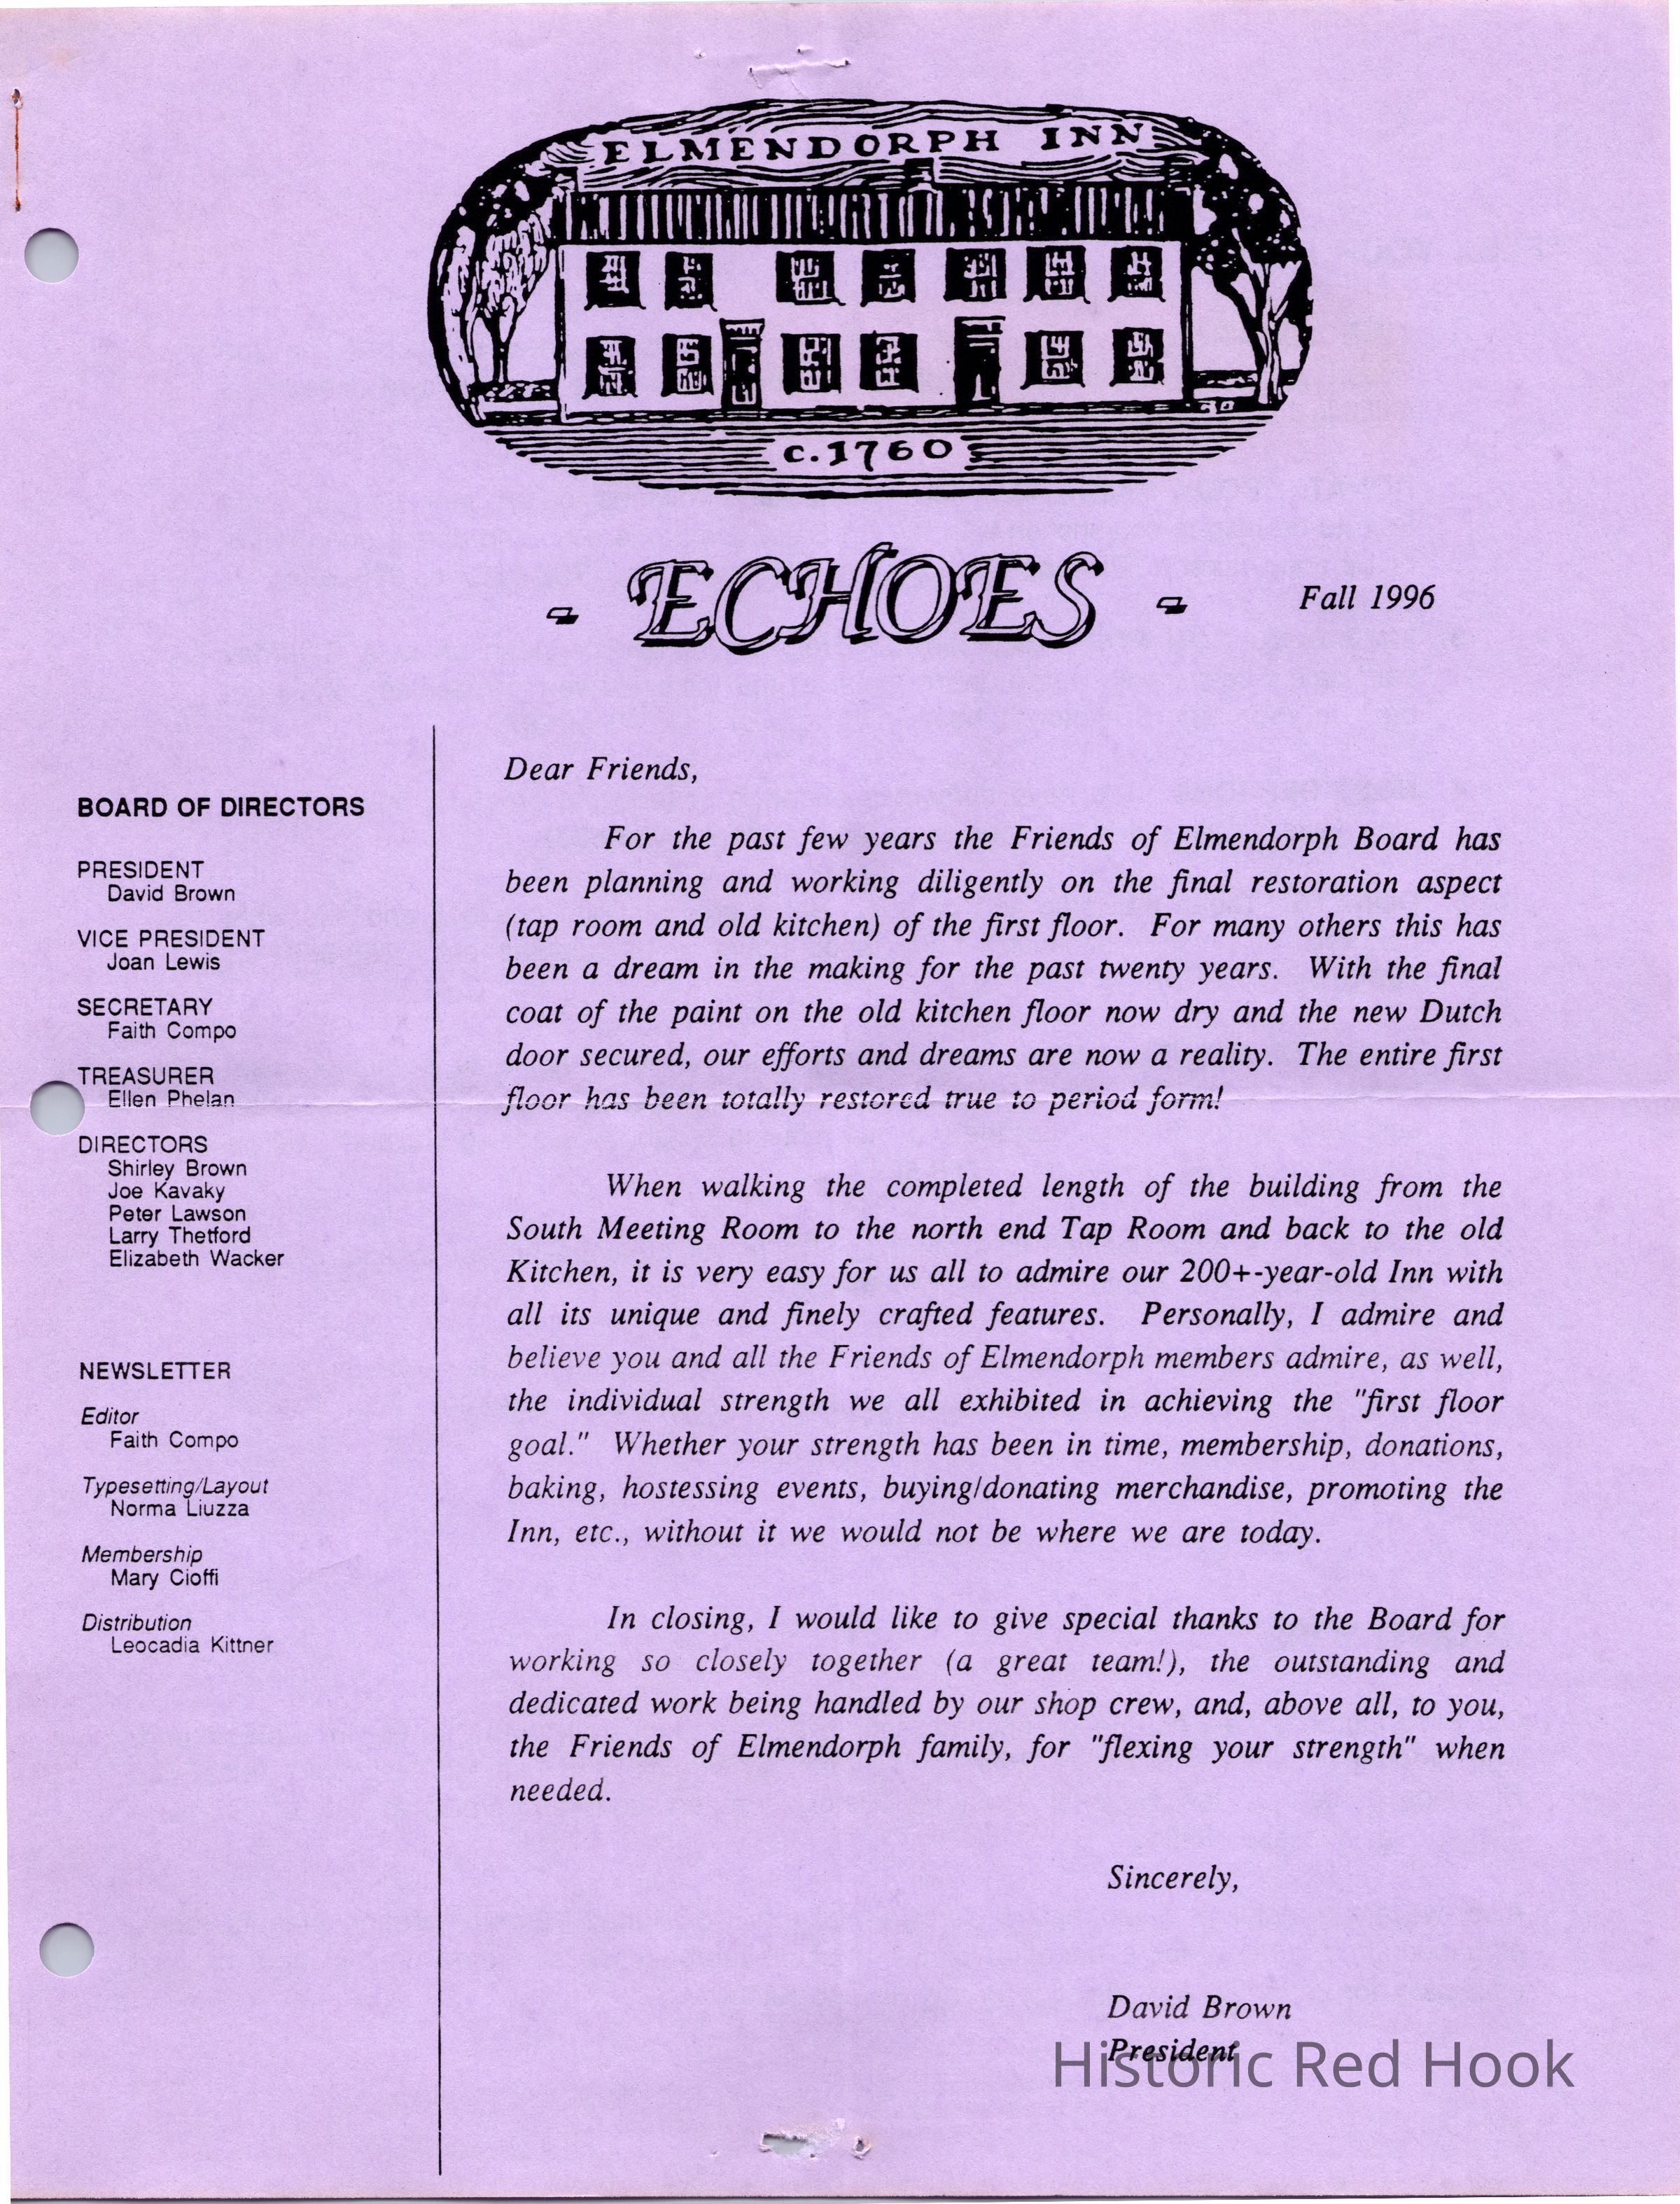 ELMENDORPH INN
c.1760
- ECHOES -
Fall 1996
BOARD OF DIRECTORS
PRESIDENT
David Brown
VICE PRESIDENT
Joan Lewis
SECRETARY
Faith Compo
TREASURER
Ellen Phelan
DIRECTORS
Shirley Brown
Joe Kavaky
Peter Lawson
Larry Thetford
Elizabeth Wacker
NEWSLETTER
Editor
Faith Compo
Typesetting/Layout
Norma Liuzza
Membership
Mary Cioffi
Distribution
Leocadia Kittner
Dear Friends,
For the past few years the Friends of Elmendorph Board has
been planning and working diligently on the final restoration aspect
(tap room and old kitchen) of the first floor. For many others this has
been a dream in the making for the past twenty years. With the final
coat of the paint on the old kitchen floor now dry and the new Dutch
door secured, our efforts and dreams are now a reality. The entire first
floor has been totally restored true to period form!
When walking the completed length of the building from the
South Meeting Room to the north end Tap Room and back to the old
Kitchen, it is very easy for us all to admire our 200+-year-old Inn with
all its unique and finely crafted features. Personally, I admire and
believe you and all the Friends of Elmendorph members admire, as well,
the individual strength we all exhibited in achieving the "first floor
goal." Whether your strength has been in time, membership, donations,
baking, hostessing events, buying/donating merchandise, promoting the
Inn, etc., without it we would not be where we are today.
In closing, I would like to give special thanks to the Board for
working so closely together (a great team!), the outstanding and
dedicated work being handled by our shop crew, and, above all, to you,
the Friends of Elmendorph family, for "flexing your strength" when
needed.
Sincerely,
David Brown
President
Historic Red Hook